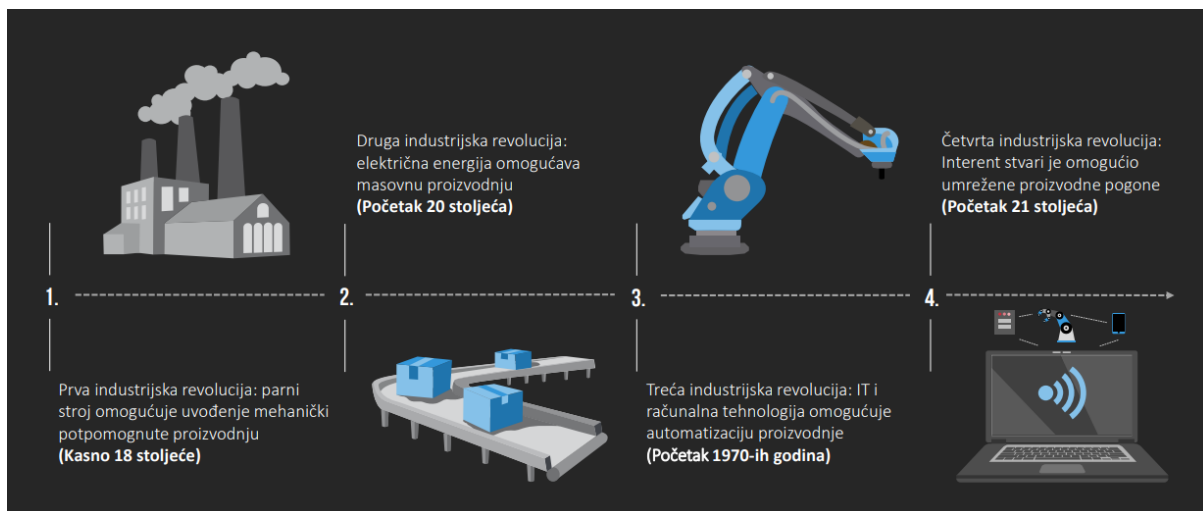 1.
Prva industrijska revolucija: parni
stroj omogućuje uvođenje mehanički
potpomognute proizvodnju
(Kasno 18 stoljeće)
2.
Druga industrijska revolucija:
električna energija omogućava
masovnu proizvodnju
(Početak 20 stoljeća)
3.
Treća industrijska revolucija: IT i
računalna tehnologija omogućuje
automatizaciju proizvodnje
(Početak 1970-ih godina)
4.
Četvrta industrijska revolucija:
Interent stvari je omogućio
umrežene proizvodne pogone
(Početak 21 stoljeća)